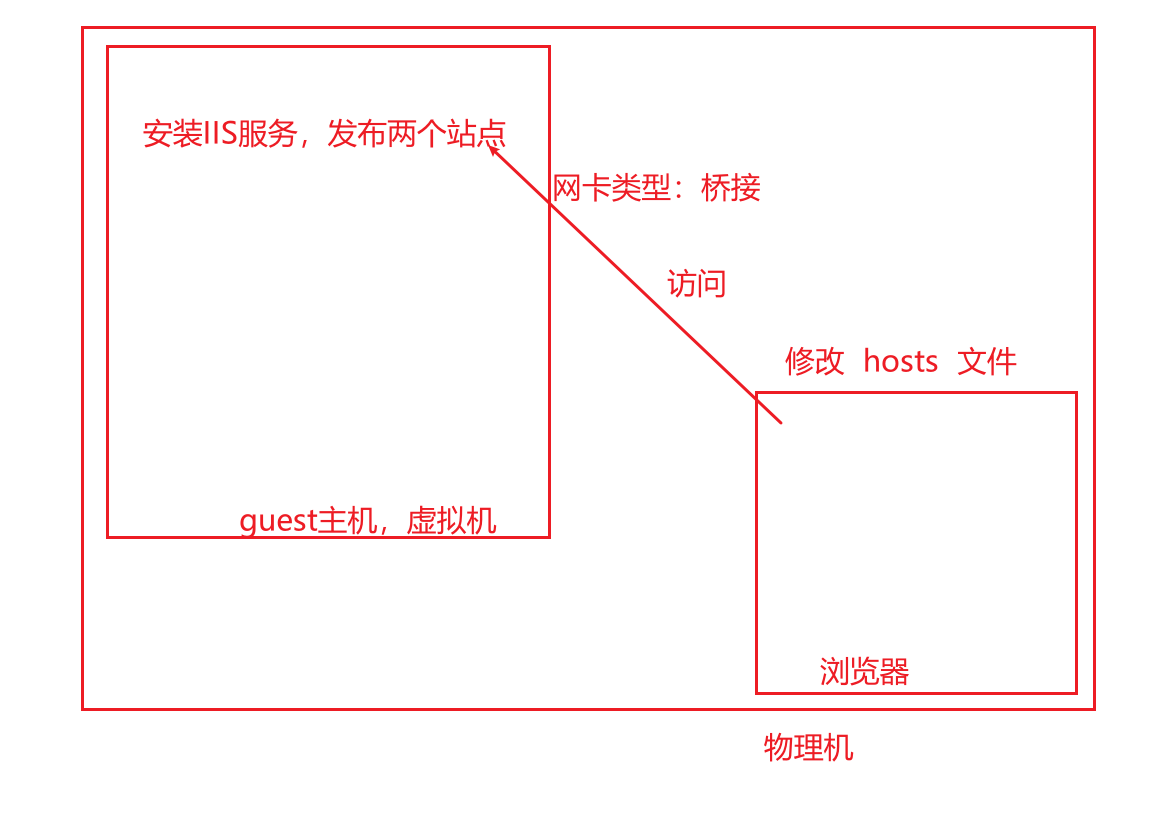 安装IIS服务，发布两个站点
网卡类型：桥接
访问
修改 hosts 文件
guest主机，虚拟机
浏览器
物理机